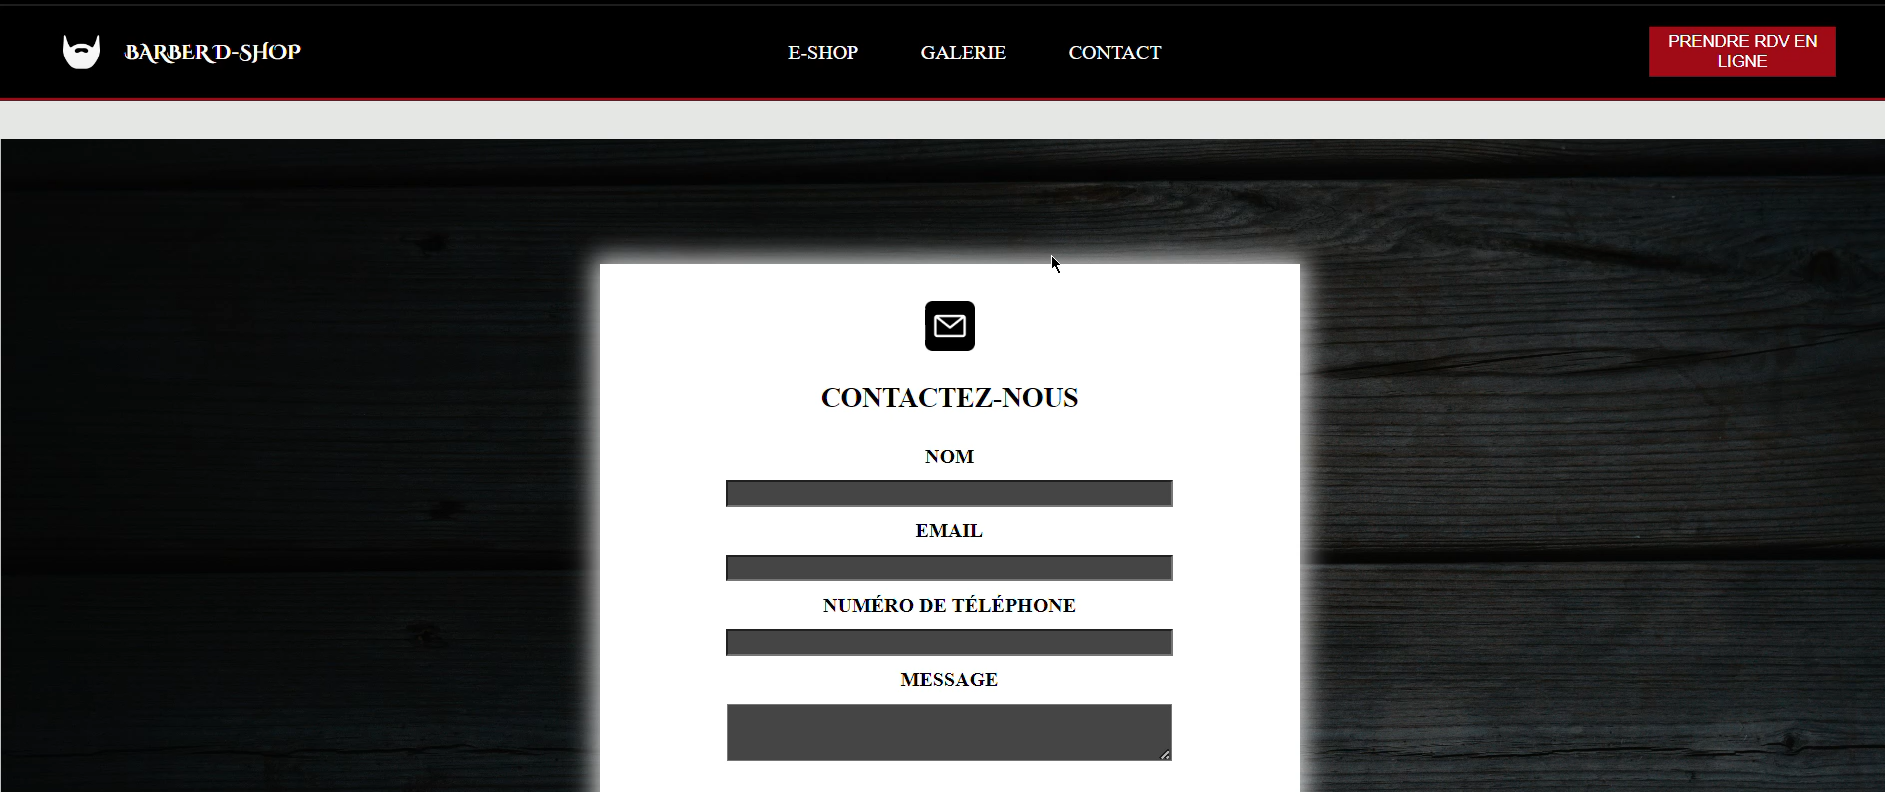 BARBER D-SHOP
E-SHOP
GALERIE
CONTACT
PRENDRE RDV EN
LIGNE
CONTACTEZ-NOUS
NOM
EMAIL
NUMÉRO DE TÉLÉPHONE
MESSAGE